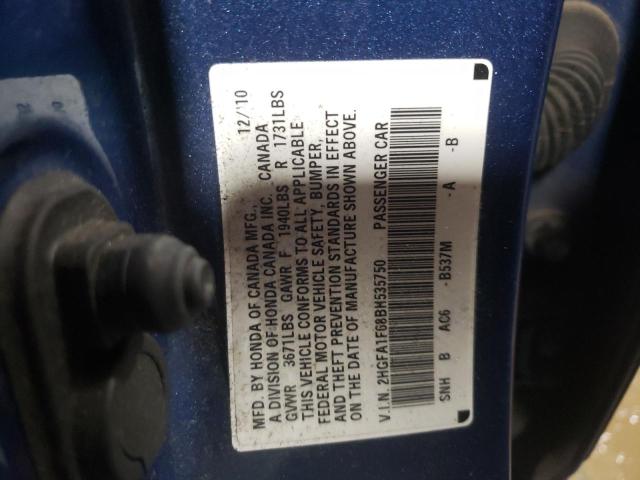 MFD. BY HONDA OF CANADA MFG., 12/10
A DIVISION OF HONDA CANADA INC. CANADA
GVWR 3671LBS GAWR F 1940LBS R 1731LBS
THIS VEHICLE CONFORMS TO ALL APPLICABLE
FEDERAL MOTOR VEHICLE SAFETY, BUMPER,
AND THEFT PREVENTION STANDARDS IN EFFECT
ON THE DATE OF MANUFACTURE SHOWN ABOVE.
V.I.N. 2HGFA1F68BH535750 PASSENGER CAR
SNH B AC6 -B537M -A -B